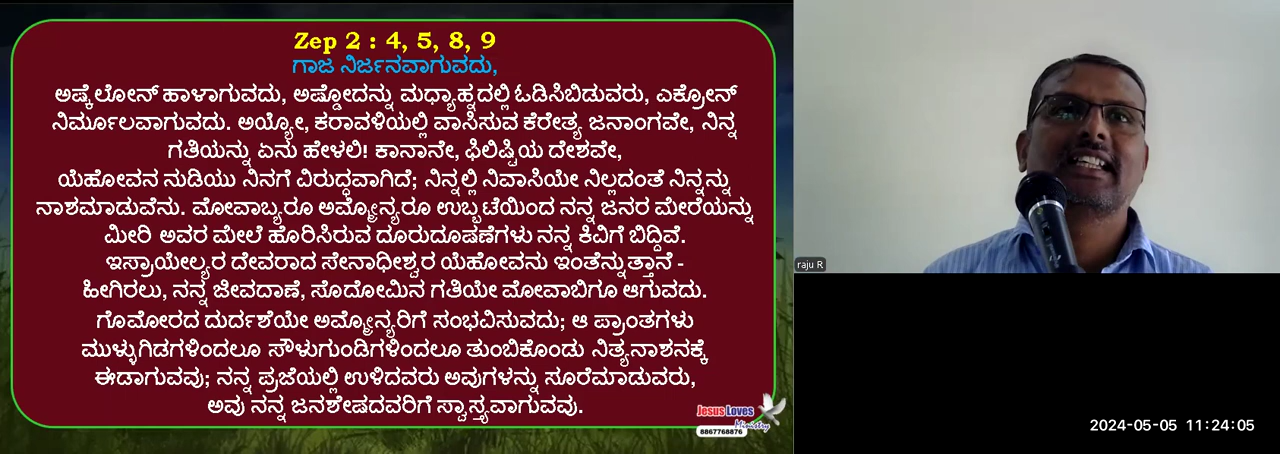 Zep 2 : 4, 5, 8, 9
ಗಾಜ ನಿರ್ಜನವಾಗುವದು,
ಅಷ್ಕೆಲೋನ್ ಹಾಳಾಗುವದು, ಅಷ್ಡೋದನ್ನು ಮಧ್ಯಾಹ್ನದಲ್ಲಿ ಓಡಿಸಿಬಿಡುವರು, ಎಕ್ರೋನ್
ನಿರ್ಮೂಲವಾಗುವದು. ಅಯ್ಯೋ, ಕರಾವಳಿಯಲ್ಲಿ ವಾಸಿಸುವ ಕೆರೇತ್ಯ ಜನಾಂಗವೇ, ನಿನ್ನ
ಗತಿಯನ್ನು ಏನು ಹೇಳಲಿ! ಕಾನಾನೇ, ಫಿಲಿಷ್ಟಿಯ ದೇಶವೇ,
ಯೆಹೋವನ ನುಡಿಯು ನಿನಗೆ ವಿರುದ್ಧವಾಗಿದೆ; ನಿನ್ನಲ್ಲಿ ನಿವಾಸಿಯೇ ನಿಲ್ಲದಂತೆ ನಿನ್ನನ್ನು
ನಾಶಮಾಡುವೆನು. ಮೋವಾಬ್ಯರೂ ಅಮ್ಮೋನ್ಯರೂ ಉಬ್ಬಟೆಯಿಂದ ನನ್ನ ಜನರ ಮೇರೆಯನ್ನು
ಮೀರಿ ಅವರ ಮೇಲೆ ಹೊರಿಸಿರುವ ದೂರುದೂಷಣೆಗಳು ನನ್ನ ಕಿವಿಗೆ ಬಿದ್ದಿವೆ.
ಇಸ್ರಾಯೇಲ್ಯರ ದೇವರಾದ ಸೇನಾಧೀಶ್ವರ ಯೆಹೋವನು ಇಂತೆನ್ನುತ್ತಾನೆ -
ಹೀಗಿರಲು, ನನ್ನ ಜೀವದಾಣೆ, ಸೊದೋಮಿನ ಗತಿಯೇ ಮೋವಾಬಿಗೂ ಆಗುವದು.
ಗೊಮೋರದ ದುರ್ದಶೆಯೇ ಅಮ್ಮೋನ್ಯರಿಗೆ ಸಂಭವಿಸುವದು; ಆ ಪ್ರಾಂತಗಳು
ಮುಳ್ಳುಗಿಡಗಳಿಂದಲೂ ಸೌಳುಗುಂಡಿಗಳಿಂದಲೂ ತುಂಬಿಕೊಂಡು ನಿತ್ಯನಾಶನಕ್ಕೆ
ಈಡಾಗುವವು; ನನ್ನ ಪ್ರಜೆಯಲ್ಲಿ ಉಳಿದವರು ಅವುಗಳನ್ನು ಸೂರೆಮಾಡುವರು,
ಅವು ನನ್ನ ಜನಶೇಷದವರಿಗೆ ಸ್ವಾಸ್ತ್ಯವಾಗುವವು.
Jesus Loves
Ministry
8867768876
raju R
2024-05-05 11:24:05